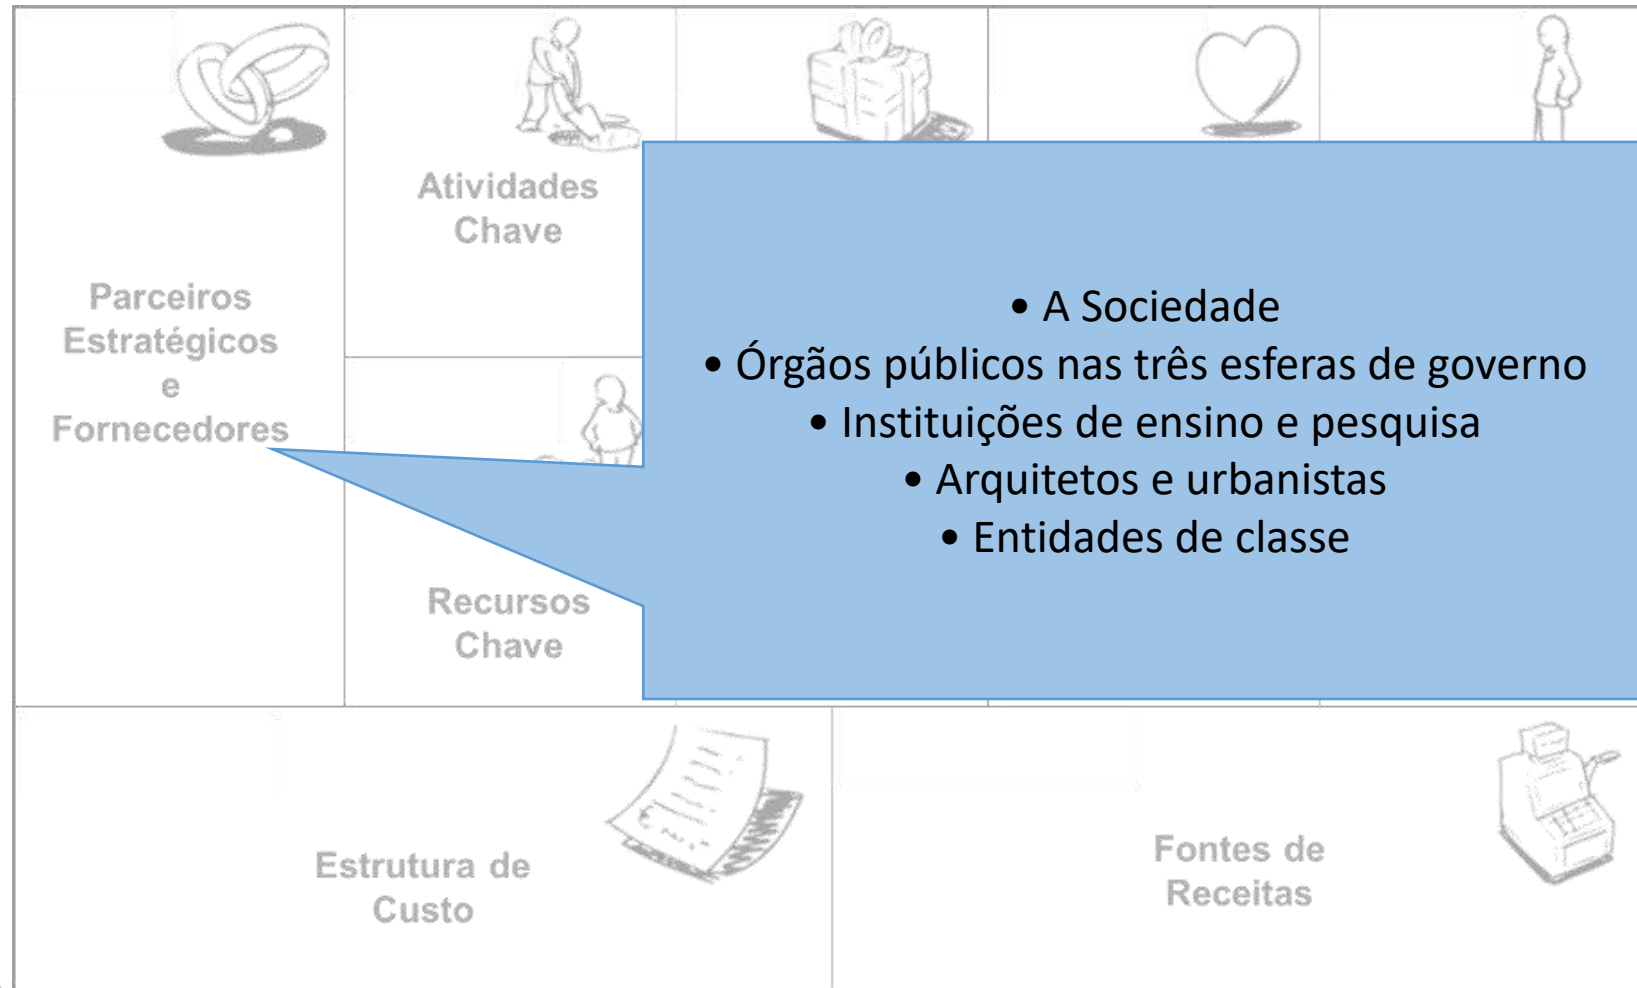 Parceiros
Estratégicos
e
Fornecedores
Atividades
Chave
Recursos
Chave
• A Sociedade
• Órgãos públicos nas três esferas de governo
• Instituições de ensino e pesquisa
• Arquitetos e urbanistas
• Entidades de classe
Estrutura de
Custo
Fontes de
Receitas